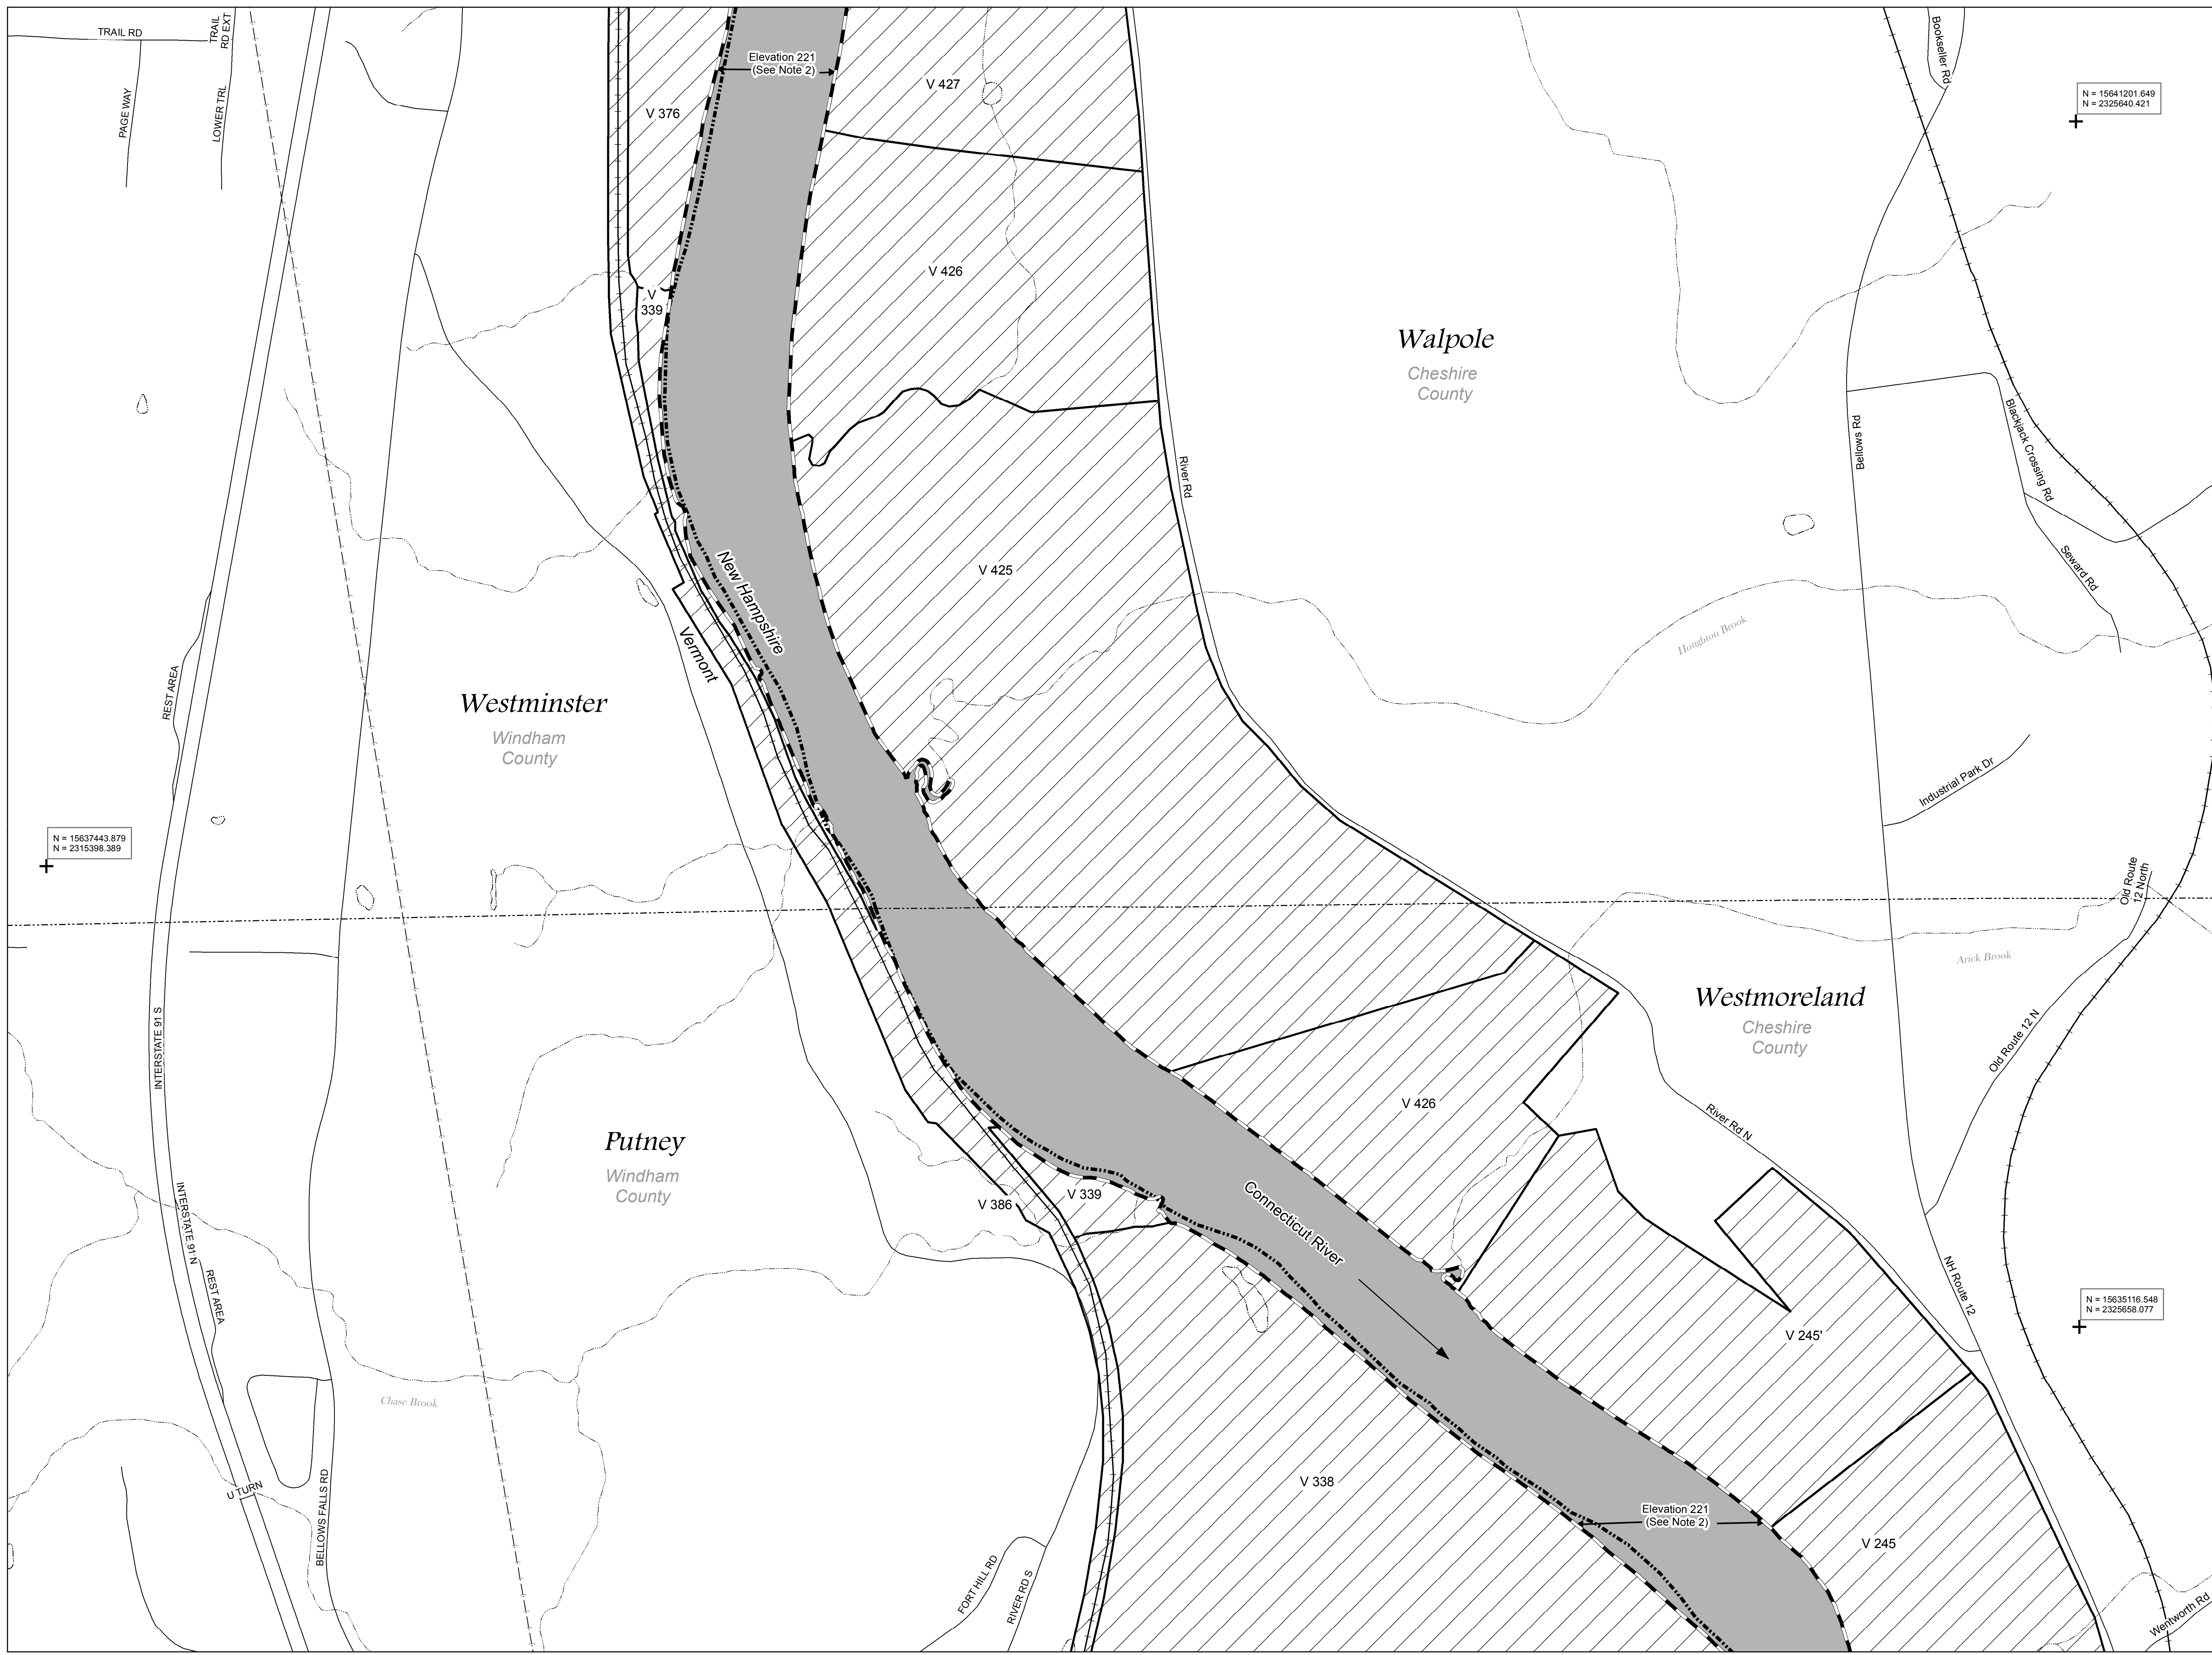 TRAIL RD
TRAIL
RD EXT
PAGE WAY
LOWER TRL
Elevation 221
(See Note 2)
V 376
V 427
Bookseller Rd
N = 15641201.649
N = 2325640.421
V
339
V 426
Walpole
Cheshire
County
River Rd
Bellows Rd
Blackjack Crossing Rd
Seward Rd
V 425
New Hampshire
Vermont
Houghton Brook
REST AREA
Westminster
Windham
County
Industrial Park Dr
N = 15637443.879
N = 2315398.389
Old Route
12 North
Arick Brook
Westmoreland
Cheshire
County
INTERSTATE 91 S
Old Route 12 N
V 426
River Rd N
Putney
Windham
County
V 339
V 386
INTERSTATE 91 N
REST AREA
Connecticut River
NH Route 12
N = 15635116.548
N = 2325658.077
V 245'
Chase Brook
U TURN
BELLOWS FALLS RD
V 338
Elevation 221
(See Note 2)
V 245
FORT HILL RD
RIVER RD S
Wentworth Rd